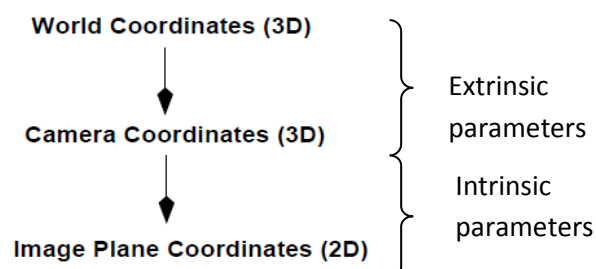 World Coordinates (3D)
Extrinsic
parameters
Camera Coordinates (3D)
Intrinsic
parameters
Image Plane Coordinates (2D)